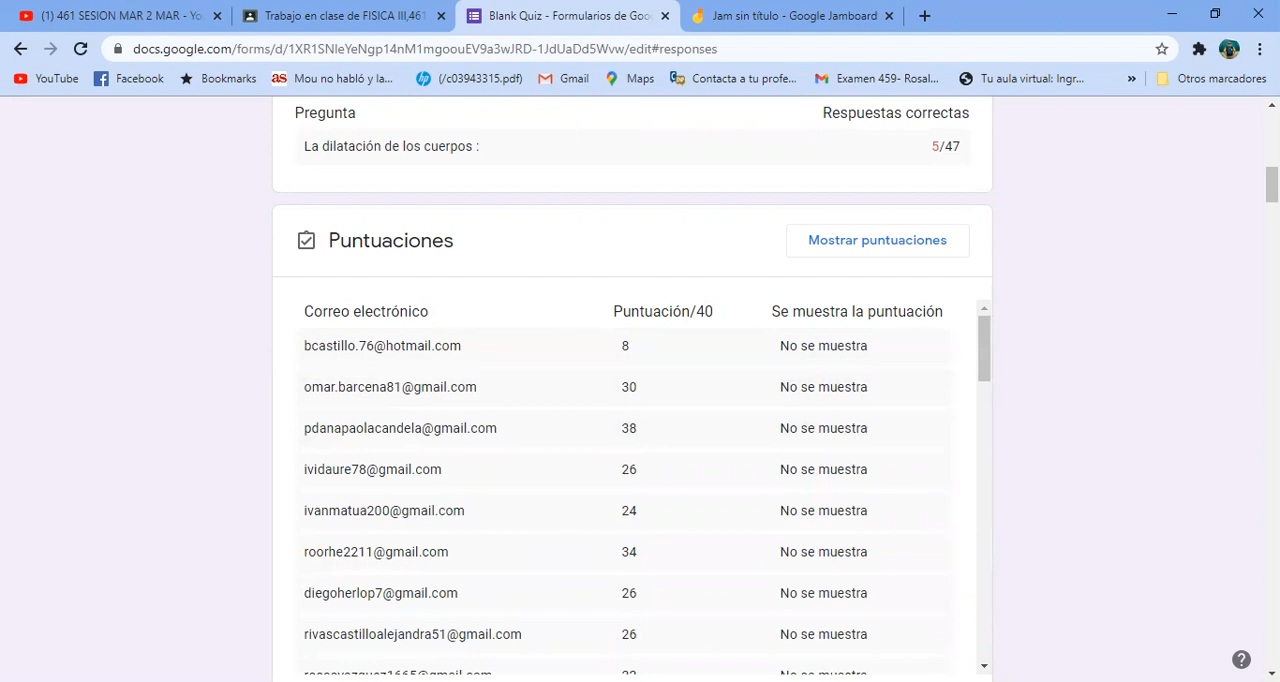 (1) 461 SESION MAR 2 MAR - Yo
Trabajo en clase de FISICA III,461
Blank Quiz - Formularios de Goo
Jam sin título - Google Jamboard
docs.google.com/forms/d/1XR1SNIeYeNgp14nM1mgoouEV9a3wJRD-1JdUaDd5Wvw/edit#responses
YouTube
Facebook
Bookmarks
Mou no habló y la...
(/c03943315.pdf)
Gmail
Maps
Contacta a tu profe...
Examen 459- Rosal...
Tu aula virtual: Ingr...
»
Otros marcadores
Pregunta Respuestas correctas
La dilatación de los cuerpos : 5/47
Puntuaciones
Mostrar puntuaciones
Correo electrónico Puntuación/40 Se muestra la puntuación
bcastillo.76@hotmail.com 8 No se muestra
omar.barcena81@gmail.com 30 No se muestra
pdanapaolacandela@gmail.com 38 No se muestra
ividaure78@gmail.com 26 No se muestra
ivanmatua200@gmail.com 24 No se muestra
roorhe2211@gmail.com 34 No se muestra
diegoherlop7@gmail.com 26 No se muestra
rivascastilloalejandra51@gmail.com 26 No se muestra
No se muestra